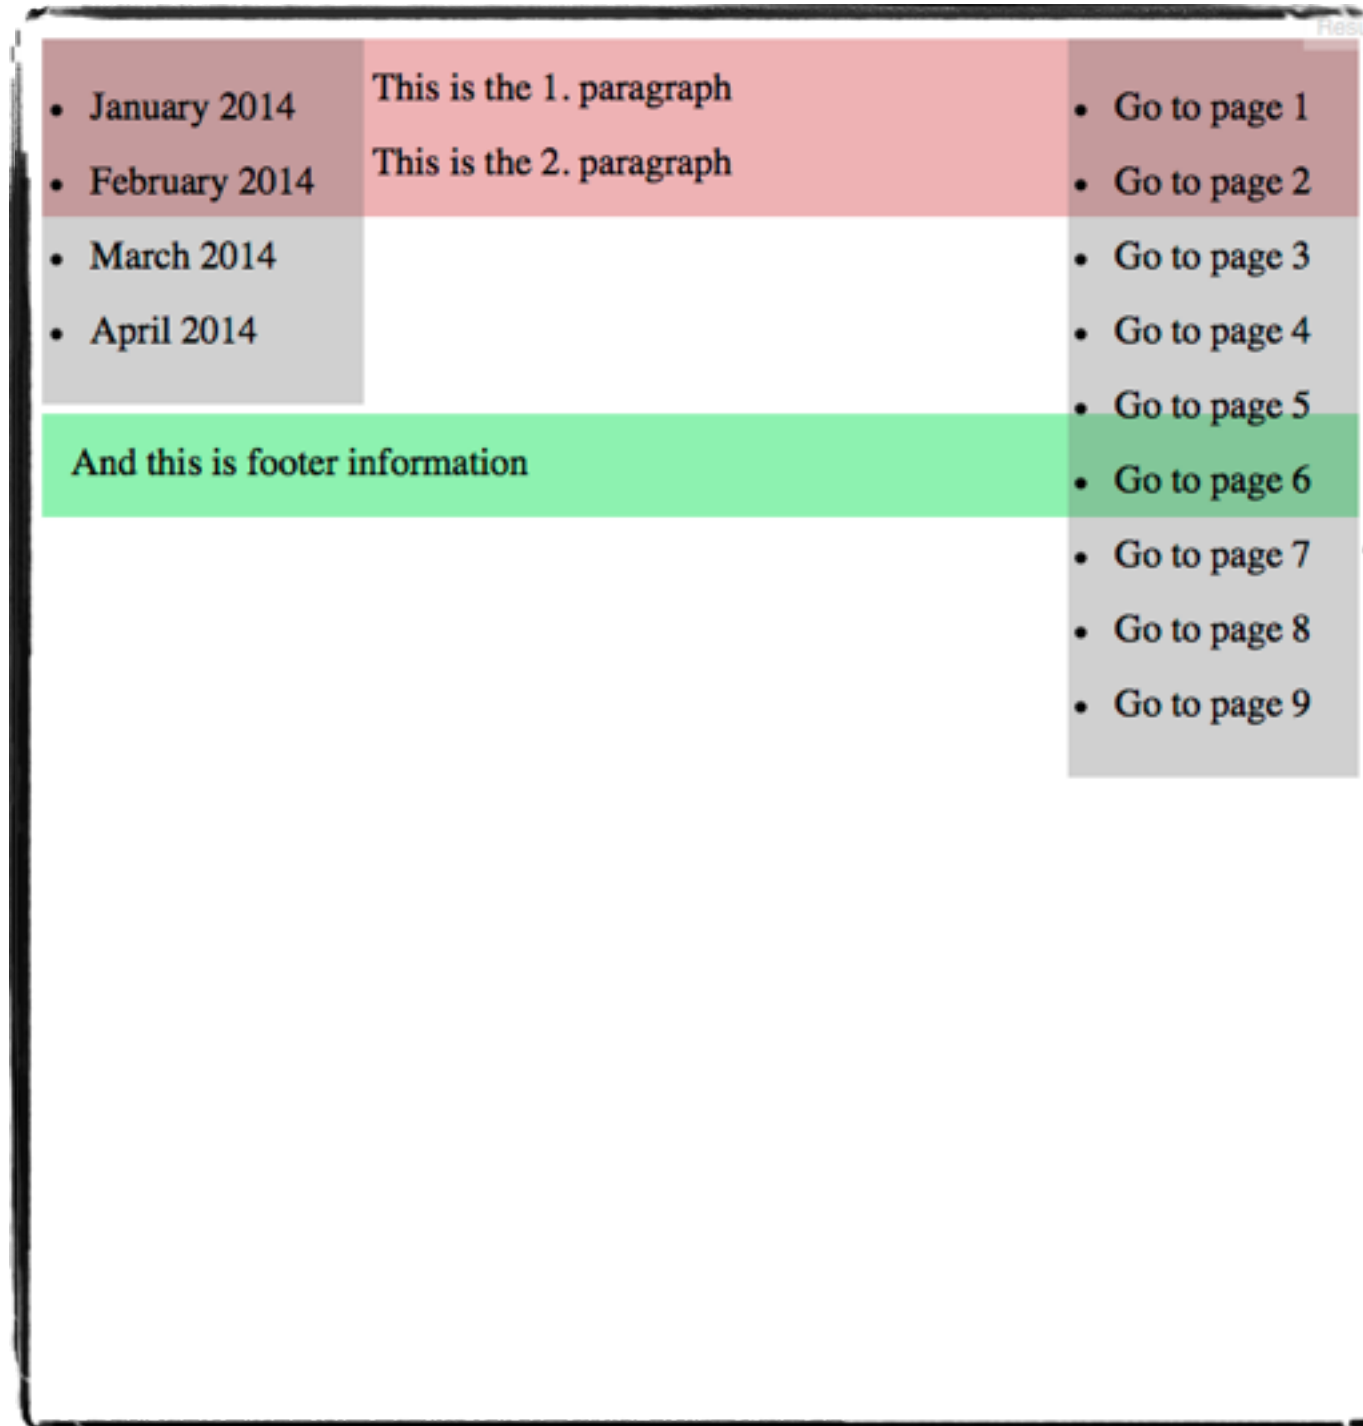 January 2014
February 2014
March 2014
April 2014
This is the 1. paragraph
This is the 2. paragraph
Go to page 1
Go to page 2
Go to page 3
Go to page 4
Go to page 5
Go to page 6
Go to page 7
Go to page 8
Go to page 9
And this is footer information